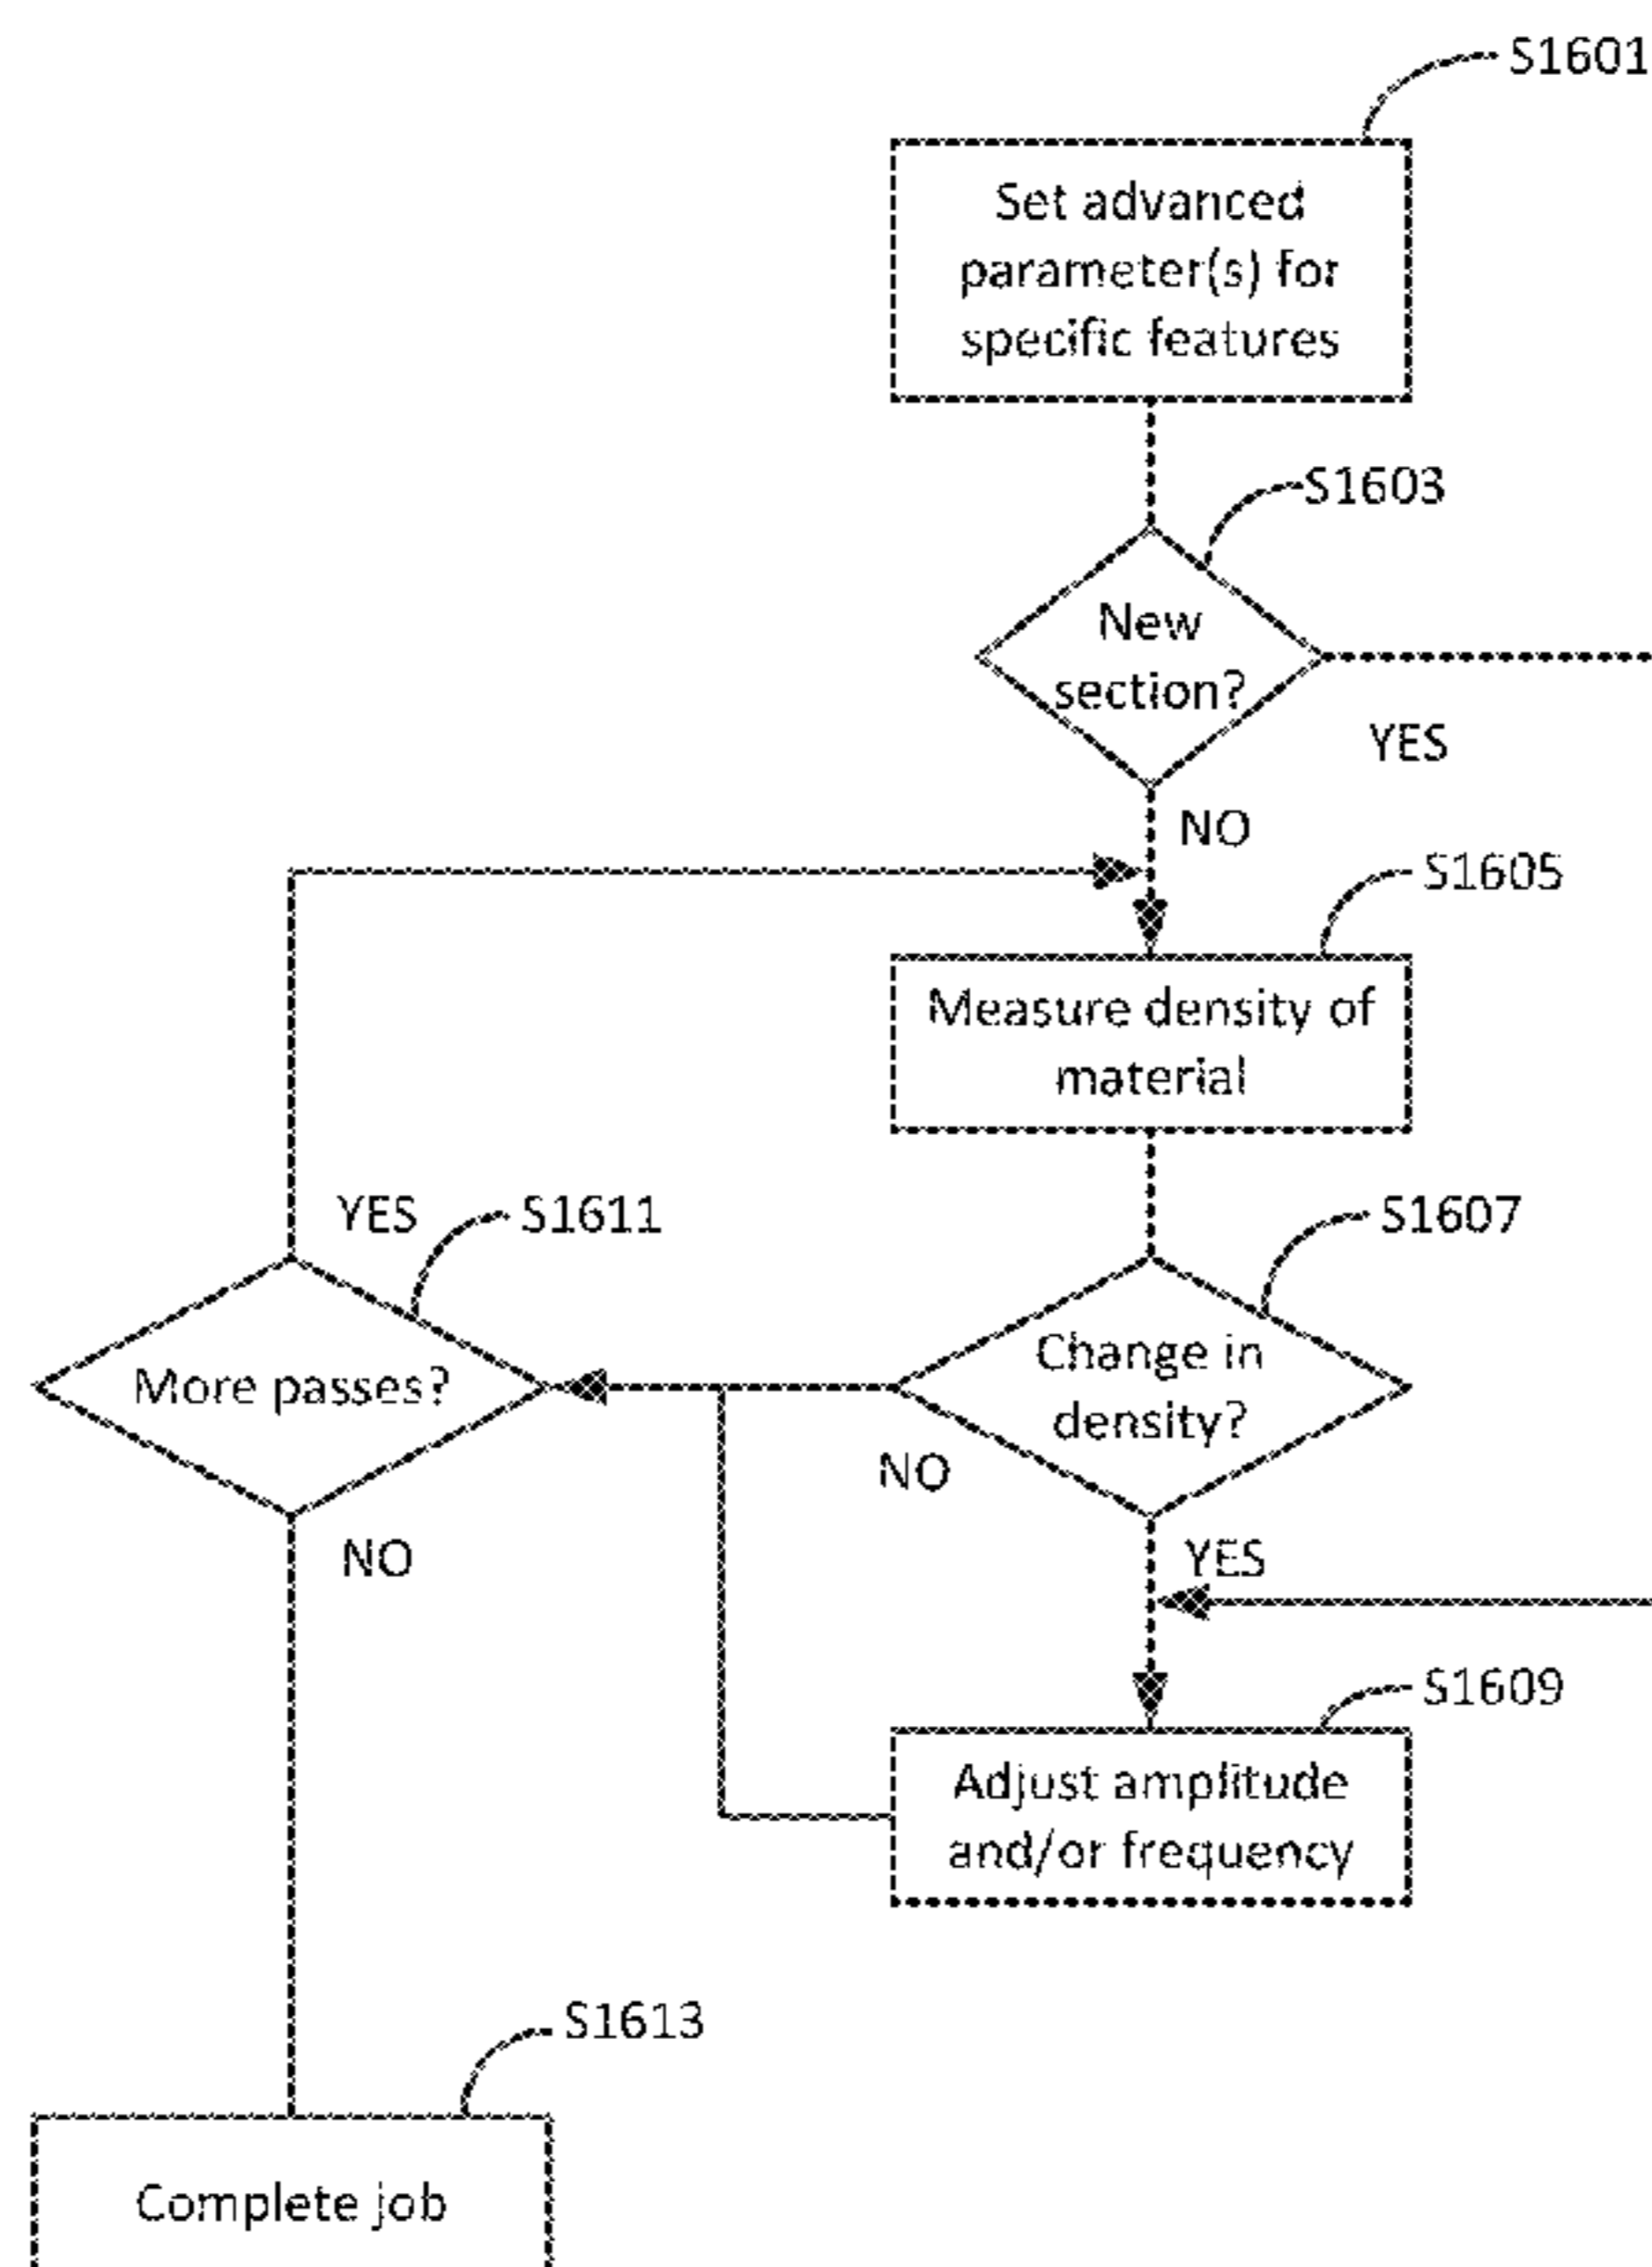 S1601
Set advanced
parameter(s) for
specific features
S1603
New
section?
YES
NO
S1605
Measure density of
material
YES
S1611
S1607
More passes?
Change in
density?
NO
NO
YES
S1609
Adjust amplitude
and/or frequency
S1613
Complete job